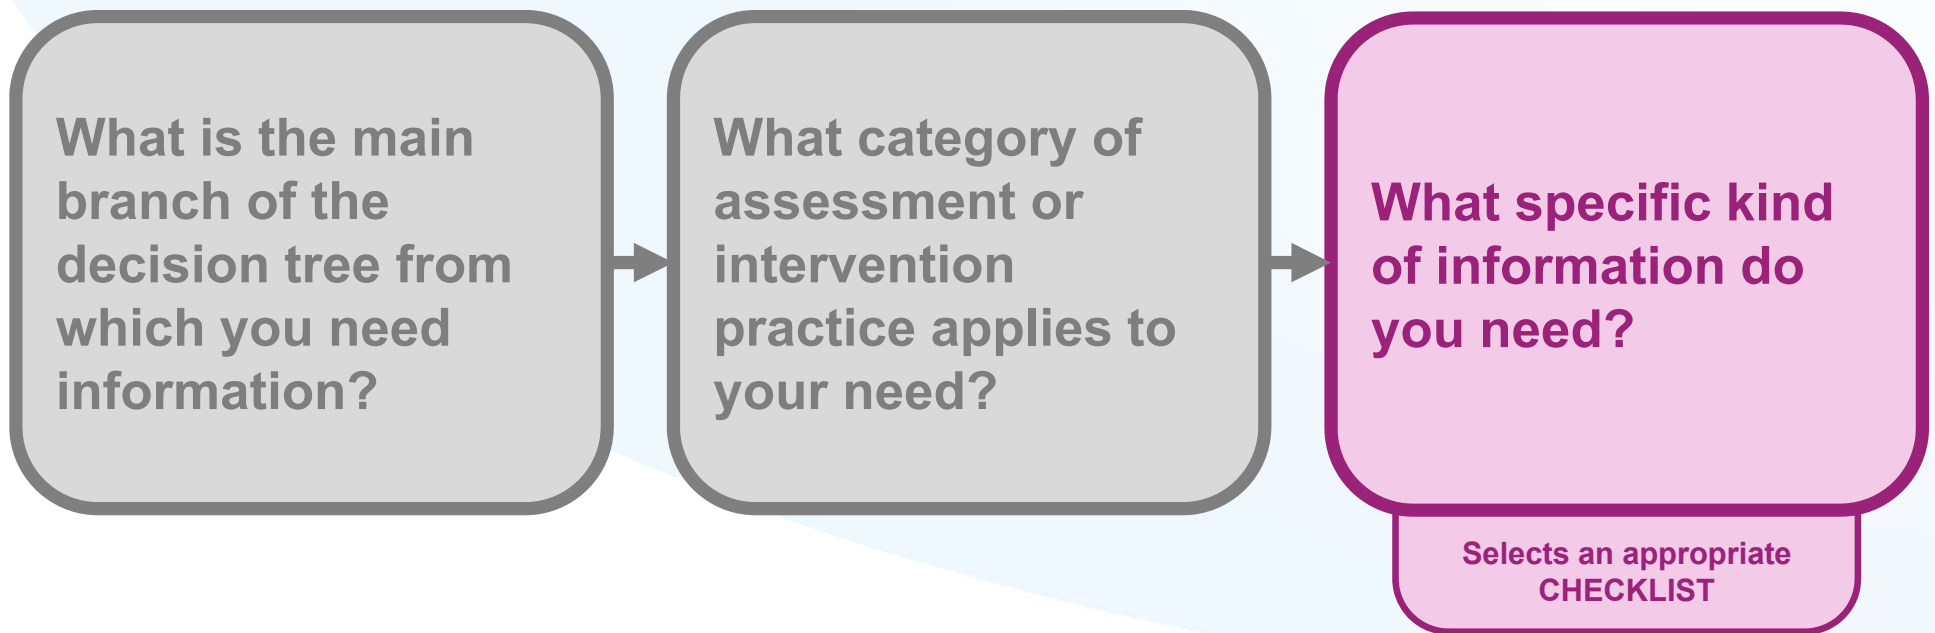 What is the main
branch of the
decision tree from
which you need
information?
What category of
assessment or
intervention
practice applies to
your need?
What specific kind
of information do
you need?
Selects an appropriate
CHECKLIST